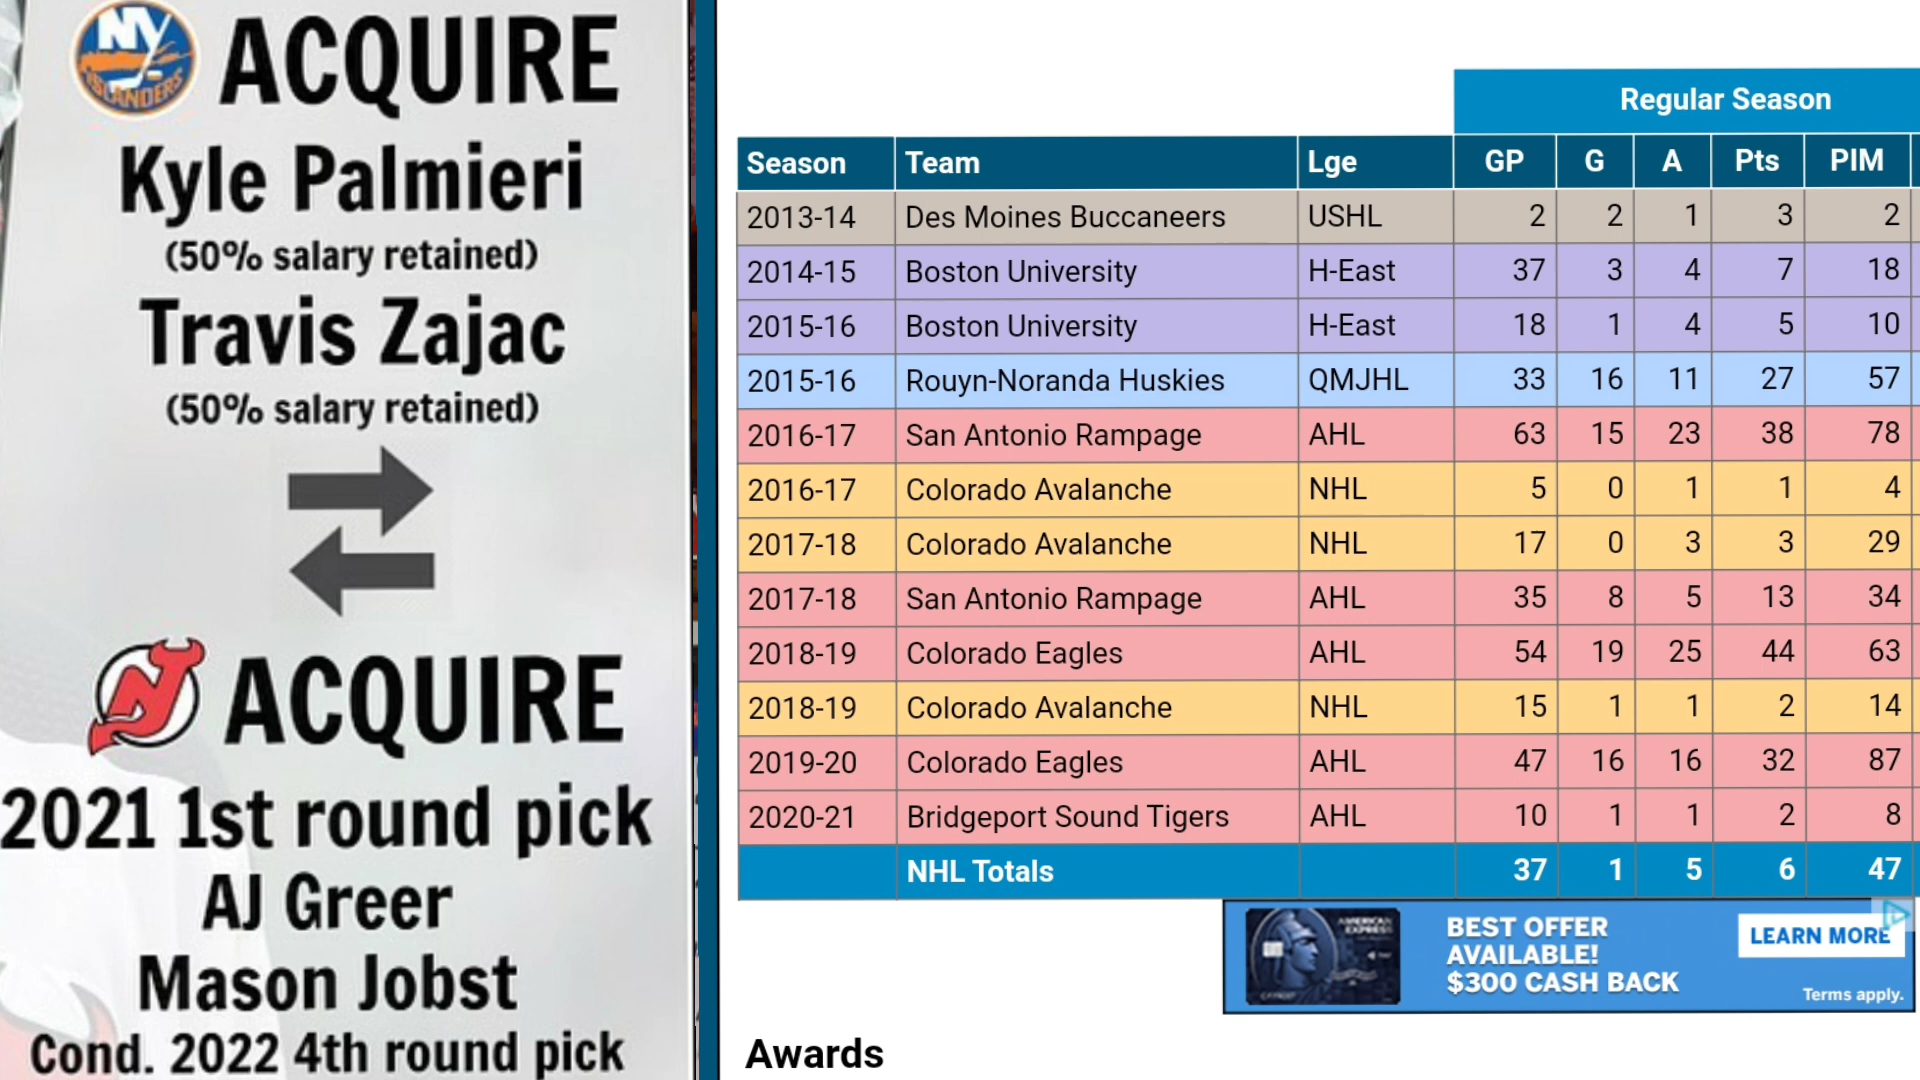 NY
ISLANDERS
ACQUIRE
Kyle Palmieri
(50% salary retained)
Travis Zajac
(50% salary retained)
ACQUIRE
2021 1st round pick
AJ Greer
Mason Jobst
Cond. 2022 4th round pick
Regular Season
Season Team Lge GP G A Pts PIM
2013-14 Des Moines Buccaneers USHL 2 2 1 3 2
2014-15 Boston University H-East 37 3 4 7 18
2015-16 Boston University H-East 18 1 4 5 10
2015-16 Rouyn-Noranda Huskies QMJHL 33 16 11 27 57
2016-17 San Antonio Rampage AHL 63 15 23 38 78
2016-17 Colorado Avalanche NHL 5 0 1 1 4
2017-18 Colorado Avalanche NHL 17 0 3 3 29
2017-18 San Antonio Rampage AHL 35 8 5 13 34
2018-19 Colorado Eagles AHL 54 19 25 44 63
2018-19 Colorado Avalanche NHL 15 1 1 2 14
2019-20 Colorado Eagles AHL 47 16 16 32 87
2020-21 Bridgeport Sound Tigers AHL 10 1 1 2 8
NHL Totals 37 1 5 6 47
AMERICAN
EXPRESS
BEST OFFER
AVAILABLE!
$300 CASH BACK
LEARN MORE
Terms apply.
Awards